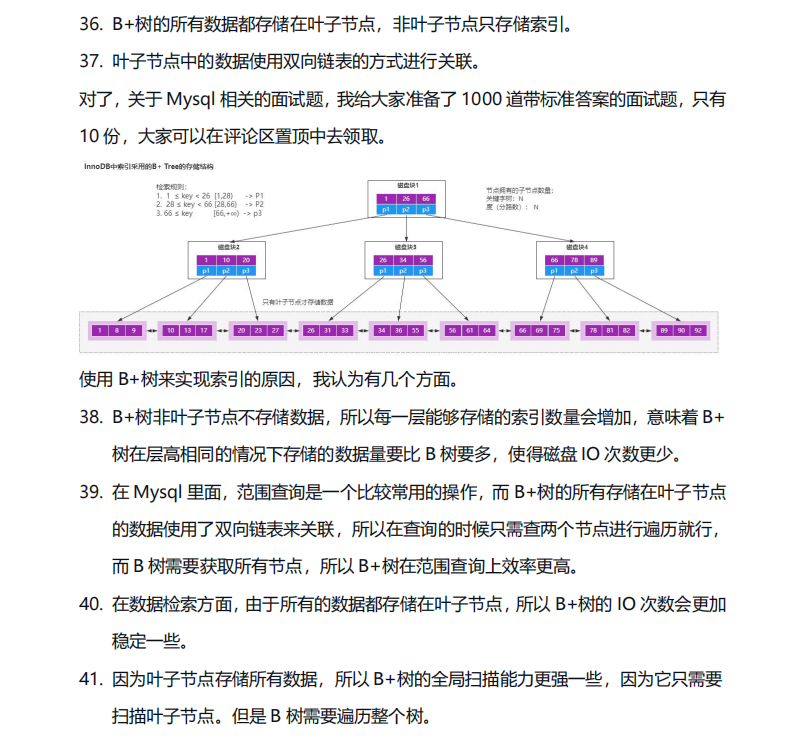 36. B+树的所有数据都存储在叶子节点，非叶子节点只存储索引。
37. 叶子节点中的数据使用双向链表的方式进行关联。
对了，关于 Mysql 相关的面试题，我给大家准备了 1000 道带标准答案的面试题，只有
10 份，大家可以在评论区置顶中去领取。
InnoDB中索引采用的B+ Tree的存储结构
检索规则：
1. 1 ≤ key < 26 [1,28) -> P1
2. 28 ≤ key < 66 [28,66) -> P2
3. 66 ≤ key [66,+∞) -> p3
磁盘块1
1 26 66
p1 p2 p3
节点拥有的子节点数量：
关键字树：N
度（分路数）： N
磁盘块2
1 10 20
p1 p2 p3
磁盘块3
26 34 56
p1 p2 p3
磁盘块4
66 78 89
p1 p2 p3
只有叶子节点才存储数据
1 8 9 10 13 17 20 23 27 26 31 33 34 36 55 56 61 64 66 69 75 78 81 82 89 90 92
使用 B+树来实现索引的原因，我认为有几个方面。
38. B+树非叶子节点不存储数据，所以每一层能够存储的索引数量会增加，意味着 B+
树在层高相同的情况下存储的数据量要比 B 树要多，使得磁盘 IO 次数更少。
39. 在 Mysql 里面，范围查询是一个比较常用的操作，而 B+树的所有存储在叶子节点
的数据使用了双向链表来关联，所以在查询的时候只需查两个节点进行遍历就行，
而 B 树需要获取所有节点，所以 B+树在范围查询上效率更高。
40. 在数据检索方面，由于所有的数据都存储在叶子节点，所以 B+树的 IO 次数会更加
稳定一些。
41. 因为叶子节点存储所有数据，所以 B+树的全局扫描能力更强一些，因为它只需要
扫描叶子节点。但是 B 树需要遍历整个树。